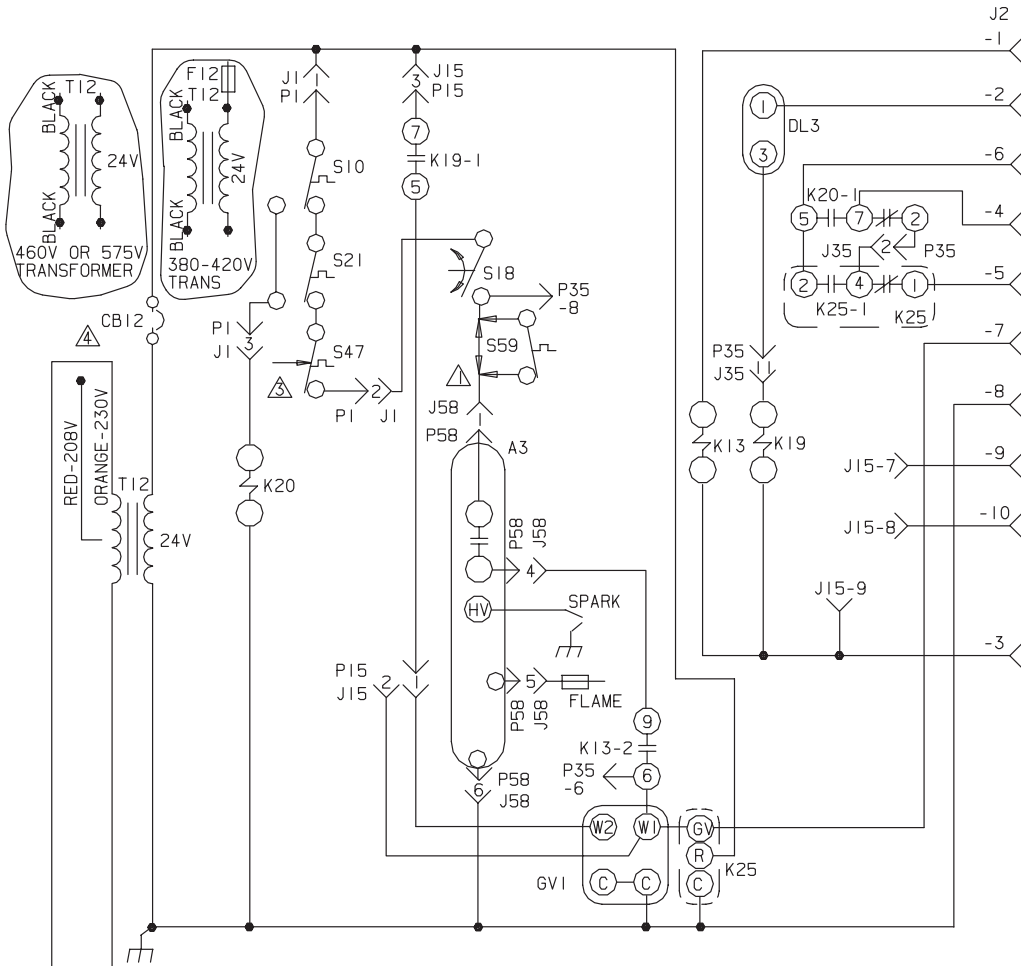 J2
-1
BLACK
T12
24V
BLACK
460V OR 575V
TRANSFORMER
F12
T12
BLACK
24V
BLACK
380-420V
TRANS
J1
1
P1
J15
3
P15
7
K19-1
5
S10
S21
S47
3
S18
P35
-8
S59
1
P1
3
J1
P1
2
J1
J58
1
P58
A3
CB12
4
RED-208V
ORANGE-230V
T12
24V
K20
P58
J58
4
HV
SPARK
P58
J58
5
FLAME
P15
J15
2
1
9
K13-2
P35
-6
6
6
P58
J58
W2
W1
GV
R
C
K25
GV1
C
C
1
DL3
3
-2
-6
K20-1
5
7
2
-4
J35
2
P35
2
4
1
-5
K25-1
K25
-7
P35
11
J35
-8
K13
K19
J15-7
-9
J15-8
-10
J15-9
-3